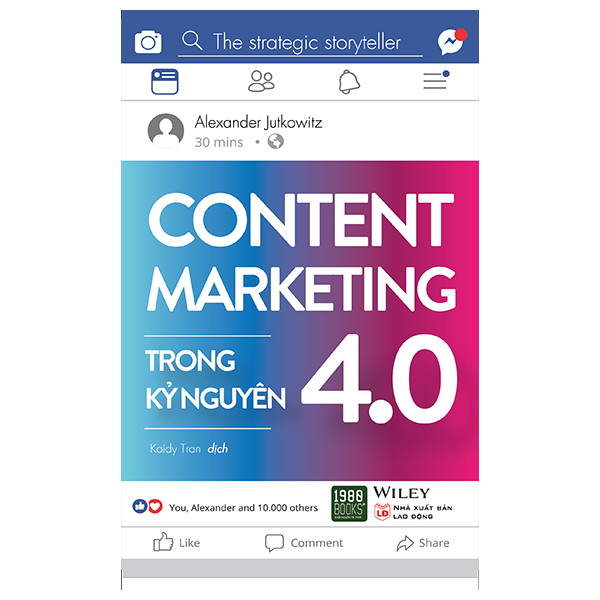 The strategic storyteller
Alexander Jutkowitz
30 mins
CONTENT
MARKETING
TRONG
KỶ NGUYÊN
4.0
Kaidy Tran dịch
You, Alexander and 10.000 others
1980
BOOKS
WILEY
LĐ
NHÀ XUẤT BẢN
LAO ĐỘNG
Like
Comment
Share